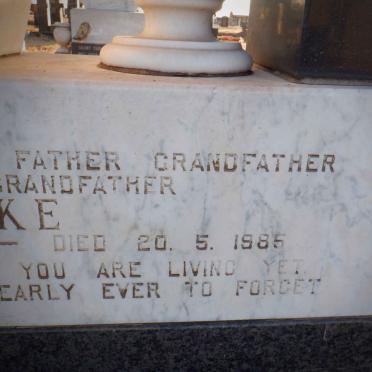 FATHER GRANDFATHER
GRANDFATHER
KE
— DIED 20. 5. 1985
YOU ARE LIVING YET
EARLY EVER TO FORGET